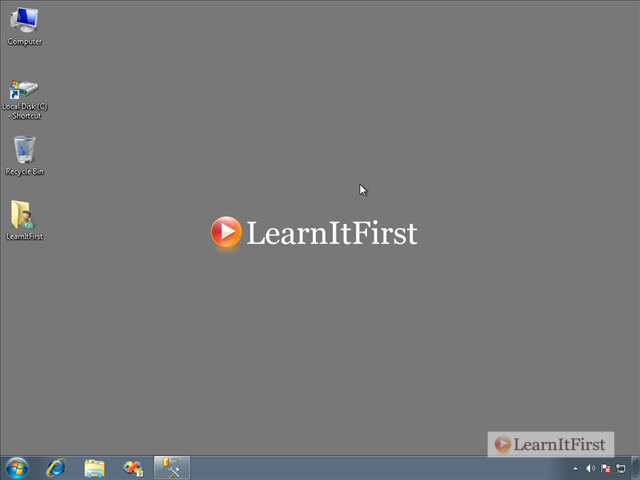 Computer
Local Disk (C)
- Shortcut
Recycle Bin
LearnItFirst
LearnItFirst
LearnItFirst